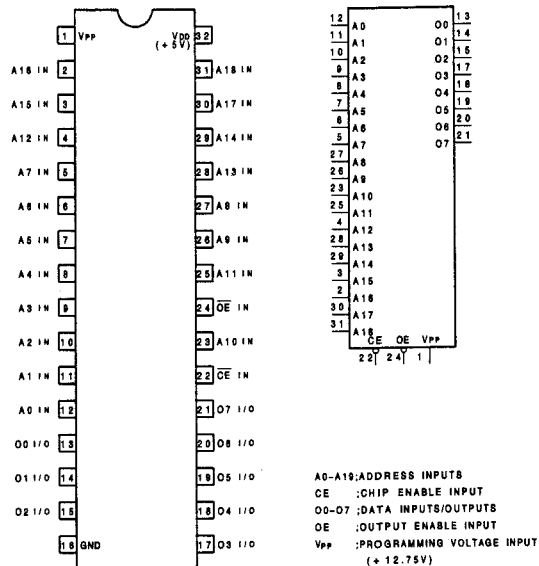 1 VPP VDD 32
(+5V)
A16 IN 2 31 A18 IN
A15 IN 3 30 A17 IN
A12 IN 4 29 A14 IN
A7 IN 5 28 A13 IN
A6 IN 6 27 A8 IN
A5 IN 7 26 A9 IN
A4 IN 8 25 A11 IN
A3 IN 9 24 OE IN
A2 IN 10 23 A10 IN
A1 IN 11 22 CE IN
A0 IN 12 21 O7 I/O
O0 I/O 13 20 O6 I/O
O1 I/O 14 19 O5 I/O
O2 I/O 15 18 O4 I/O
16 GND 17 O3 I/O
12 A0 O0 13
11 A1 O1 14
10 A2 O2 15
9 A3 O3 17
8 A4 O4 18
7 A5 O5 19
6 A6 O6 20
5 A7 O7 21
27 A8
26 A9
23 A10
25 A11
4 A12
28 A13
29 A14
3 A15
2 A16
30 A17
31 A18
CE OE VPP
22 24 1
A0-A19;ADDRESS INPUTS
CE ;CHIP ENABLE INPUT
O0-O7 ;DATA INPUTS/OUTPUTS
OE ;OUTPUT ENABLE INPUT
VPP ;PROGRAMMING VOLTAGE INPUT
(+12.75V)